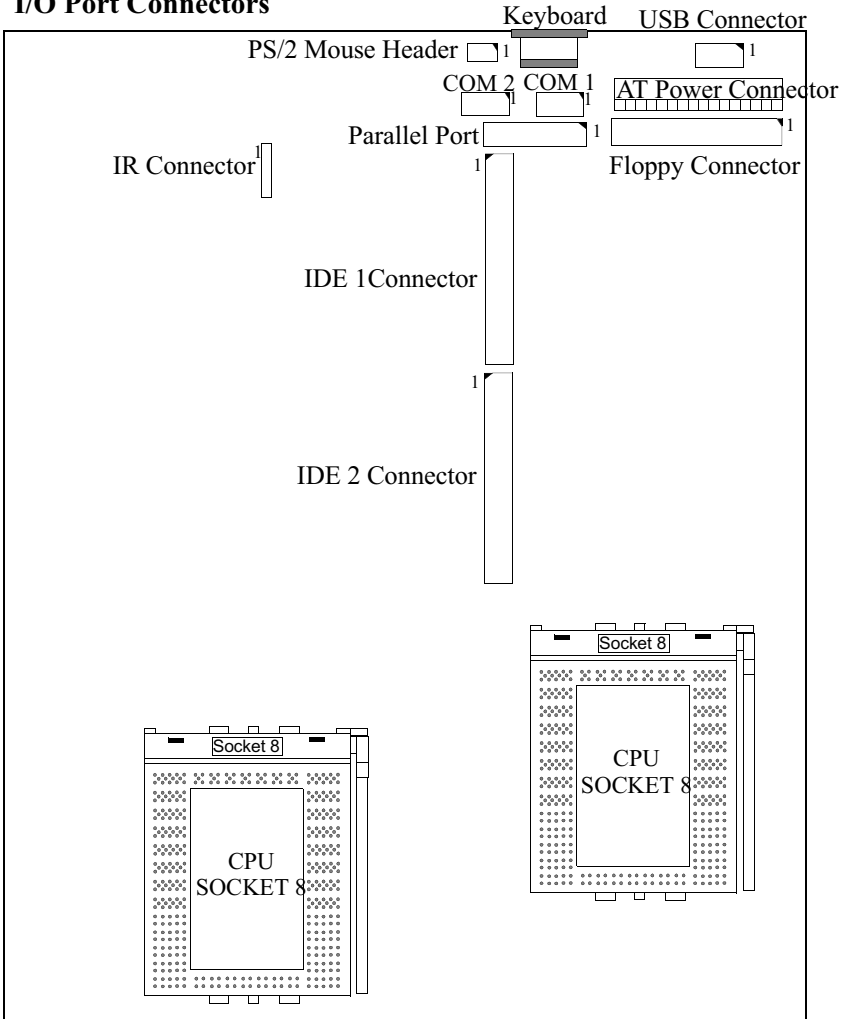 I/O Port Connectors
Keyboard
USB Connector
PS/2 Mouse Header
1
1
COM 2
COM 1
AT Power Connector
1
1
Parallel Port
1
1
IR Connector
1
1
Floppy Connector
IDE 1Connector
1
IDE 2 Connector
Socket 8
CPU
SOCKET 8
Socket 8
CPU
SOCKET 8